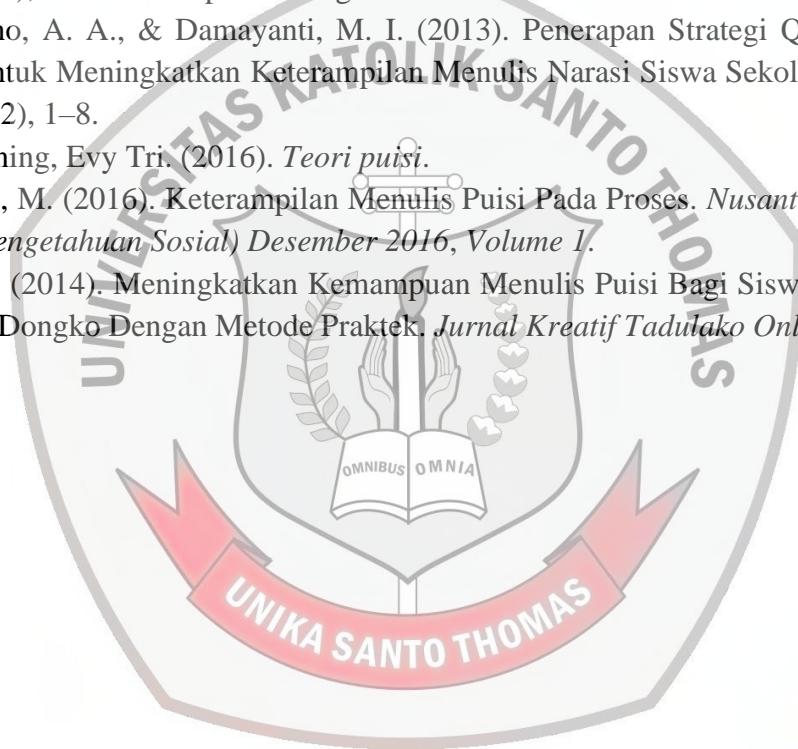 no, A. A., & Damayanti, M. I. (2013). Penerapan Strategi Q
ntuk Meningkatkan Keterampilan Menulis Narasi Siswa Sekol
2), 1–8.
ning, Evy Tri. (2016). Teori puisi.
, M. (2016). Keterampilan Menulis Puisi Pada Proses. Nusant
engetahuan Sosial) Desember 2016, Volume 1.
(2014). Meningkatkan Kemampuan Menulis Puisi Bagi Sisw
Dongko Dengan Metode Praktek. Jurnal Kreatif Tadulako Onl
UNIVERSITAS KATOLIK SANTO THOMAS
OMNIBUS OMNIA
UNIKA SANTO THOMAS